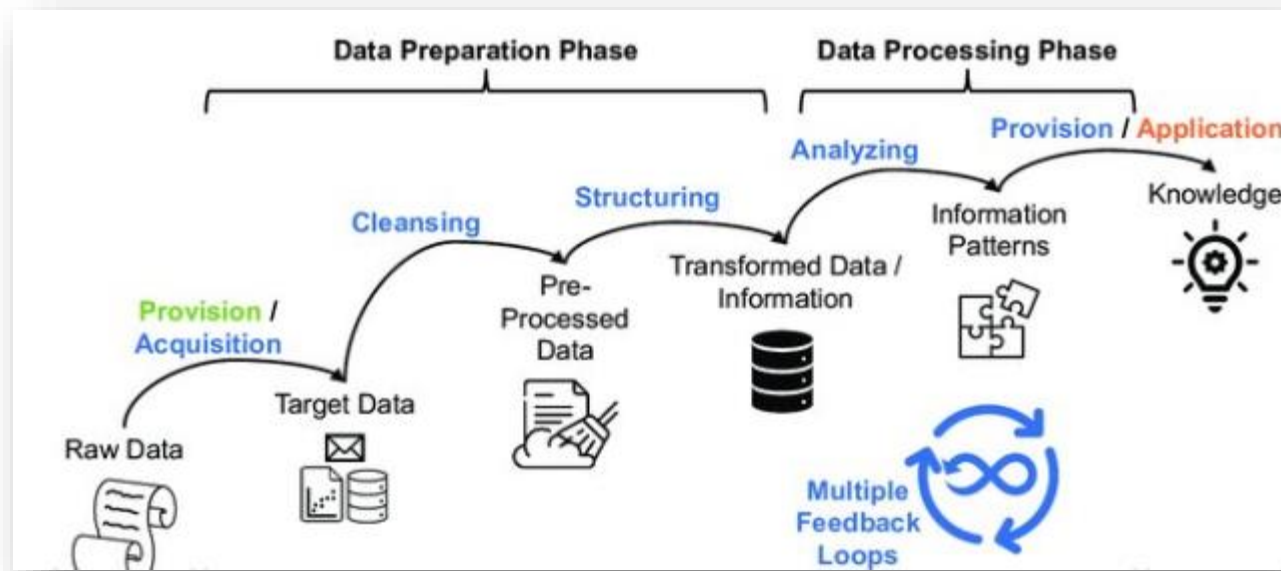 Data Preparation Phase
Data Processing Phase
Provision / Application
Analyzing
Knowledge
Structuring
Information
Patterns
Cleansing
Transformed Data /
Information
Pre-
Processed
Data
Provision /
Acquisition
Target Data
Raw Data
Multiple
Feedback
Loops